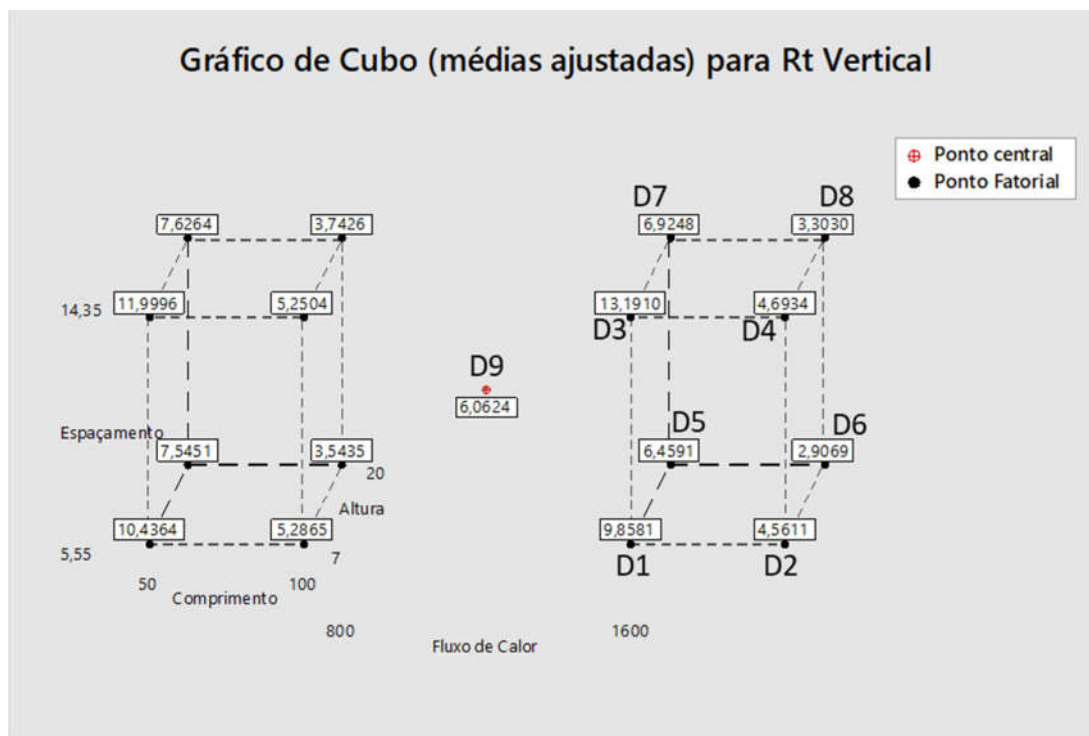 Gráfico de Cubo (médias ajustadas) para Rt Vertical
Ponto central
Ponto Fatorial
D7 D8
7,6264 3,7426 6,9248 3,3030
14,35 11,9996 5,2504 13,1910 4,6934
D3 D4
D9
6,0624
D5 D6
Espaçamento 7,5451 3,5435 6,4591 2,9069
20
Altura
10,4364 5,2865 9,8581 4,5611
5,55 7 D1 D2
50 100
Comprimento
800 1600
Fluxo de Calor